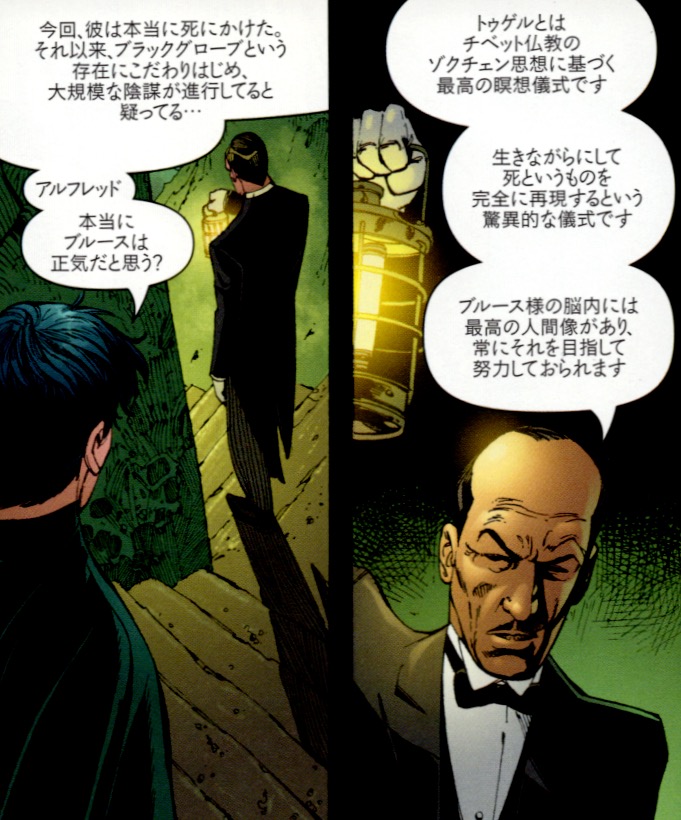 今回、彼は本当に死にかけた。
それ以来、ブラックグローブという
存在にこだわりはじめ、
大規模な陰謀が進行してると
疑ってる…
アルフレッド
本当に
ブルースは
正気だと思う?
トゥゲルとは
チベット仏教の
ゾクチェン思想に基づく
最高の瞑想儀式です
生きながらにして
死というものを
完全に再現するという
驚異的な儀式です
ブルース様の脳内には
最高の人間像があり、
常にそれを目指して
努力しておられます